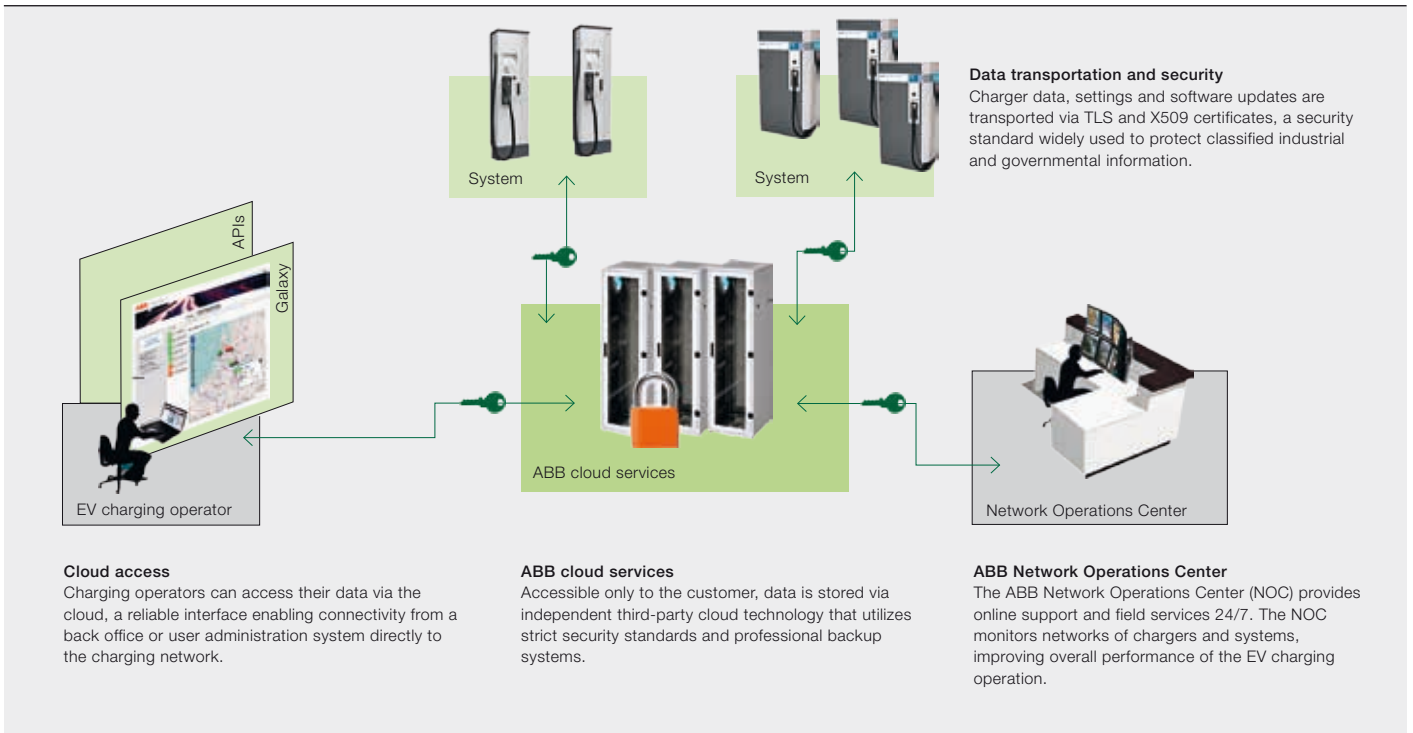 Data transportation and security
Charger data, settings and software updates are
transported via TLS and X509 certificates, a security
standard widely used to protect classified industrial
and governmental information.
System
System
APIs
Galaxy
ABB
ABB cloud services
EV charging operator
Network Operations Center
Cloud access
Charging operators can access their data via the
cloud, a reliable interface enabling connectivity from a
back office or user administration system directly to
the charging network.
ABB cloud services
Accessible only to the customer, data is stored via
independent third-party cloud technology that utilizes
strict security standards and professional backup
systems.
ABB Network Operations Center
The ABB Network Operations Center (NOC) provides
online support and field services 24/7. The NOC
monitors networks of chargers and systems,
improving overall performance of the EV charging
operation.